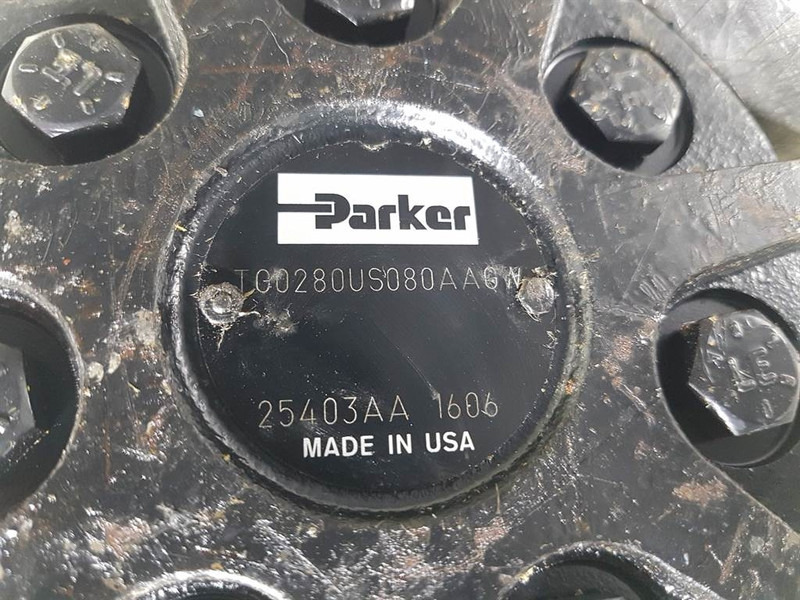 Parker
TG0280US080AAGW
25403AA 1606
MADE IN USA